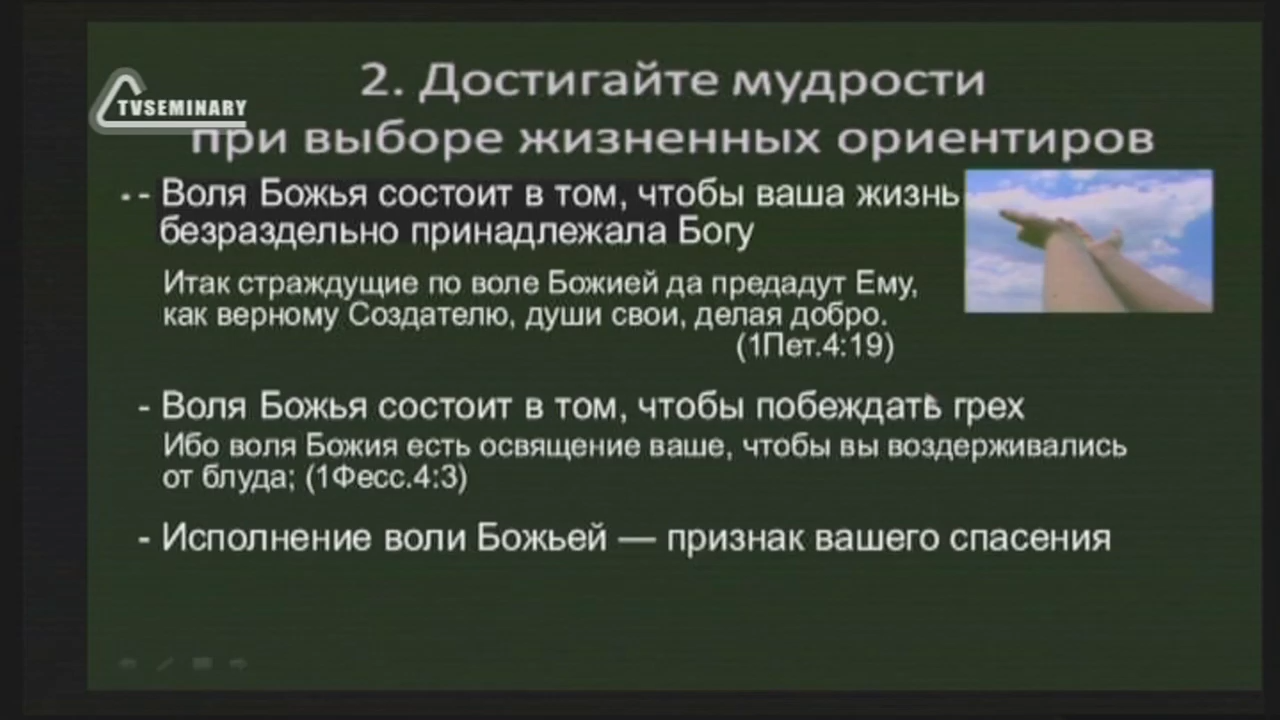 2. Достигайте мудрости
TVSEMINARY
при выборе жизненных ориентиров
- - Воля Божья состоит в том, чтобы ваша жизнь
безраздельно принадлежала Богу
Итак страждущие по воле Божией да предадут Ему,
как верному Создателю, души свои, делая добро.
(1Пет.4:19)
- Воля Божья состоит в том, чтобы побеждать грех
Ибо воля Божия есть освящение ваше, чтобы вы воздерживались
от блуда; (1Фесс.4:3)
- Исполнение воли Божьей — признак вашего спасения